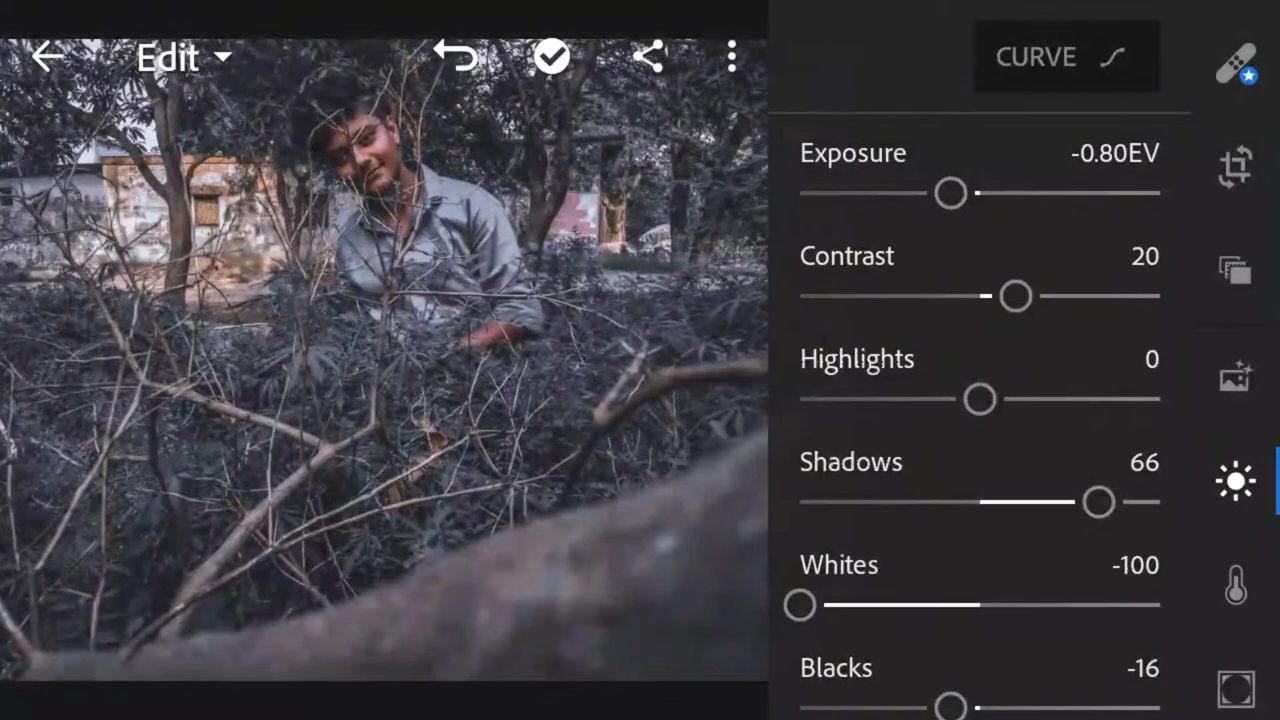 Edit
CURVE
Exposure -0.80EV
Contrast 20
Highlights 0
Shadows 66
Whites -100
Blacks -16